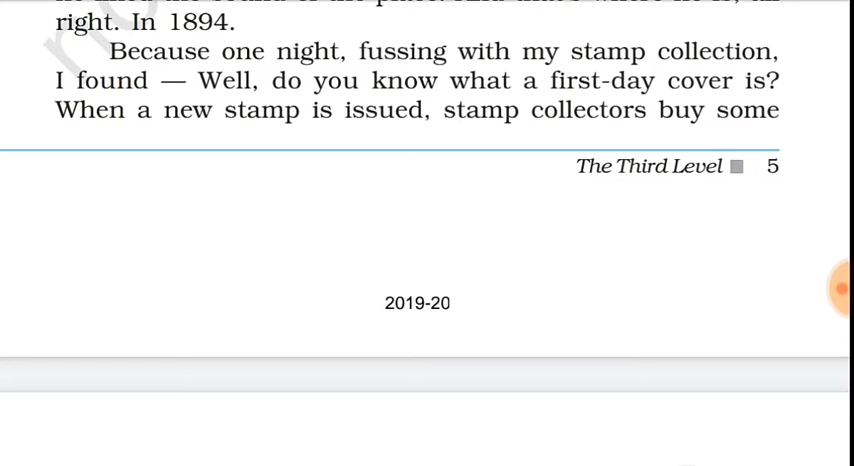 right. In 1894.
Because one night, fussing with my stamp collection,
I found — Well, do you know what a first-day cover is?
When a new stamp is issued, stamp collectors buy some
The Third Level ■ 5
2019-20